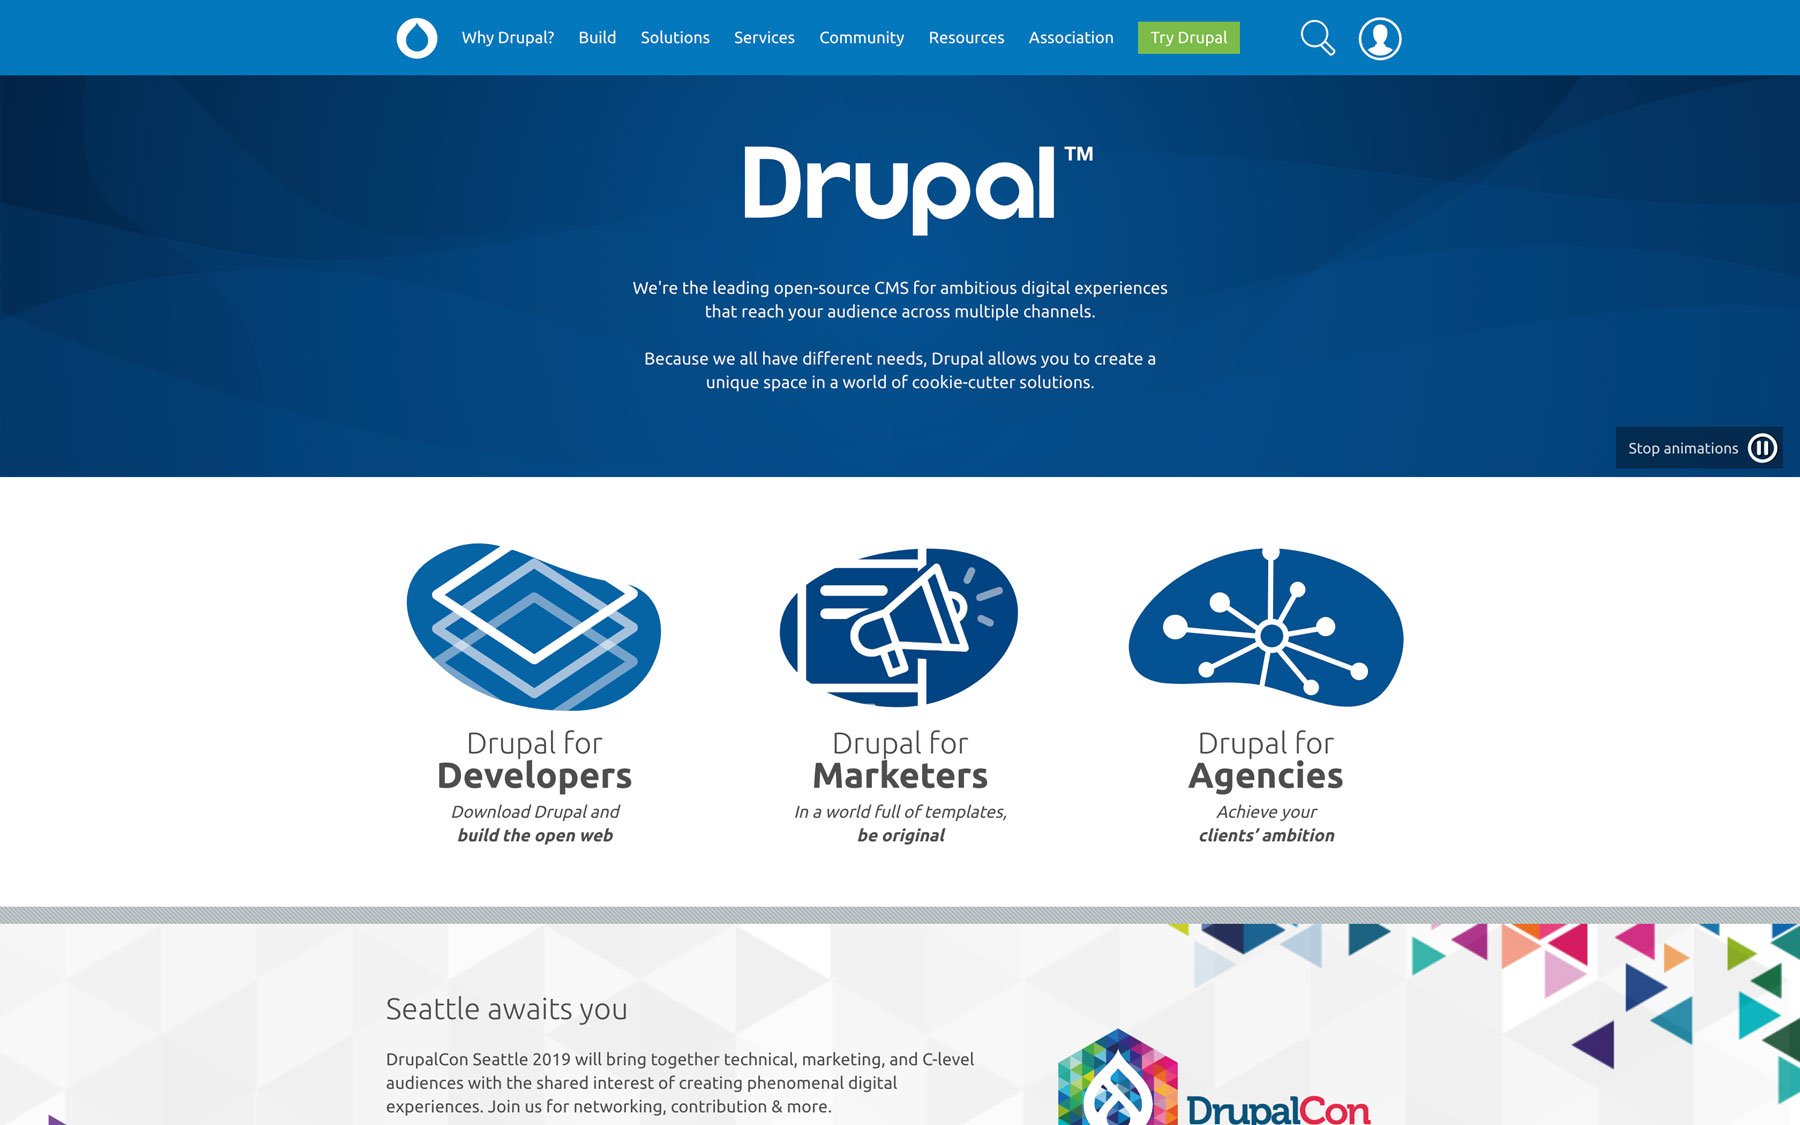 Why Drupal? Build Solutions Services Community Resources Association Try Drupal
Drupal™
We're the leading open-source CMS for ambitious digital experiences
that reach your audience across multiple channels.
Because we all have different needs, Drupal allows you to create a
unique space in a world of cookie-cutter solutions.
Stop animations
Drupal for
Developers
Download Drupal and
build the open web
Drupal for
Marketers
In a world full of templates,
be original
Drupal for
Agencies
Achieve your
clients’ ambition
Seattle awaits you
DrupalCon Seattle 2019 will bring together technical, marketing, and C-level
audiences with the shared interest of creating phenomenal digital
experiences. Join us for networking, contribution & more.
DrupalCon